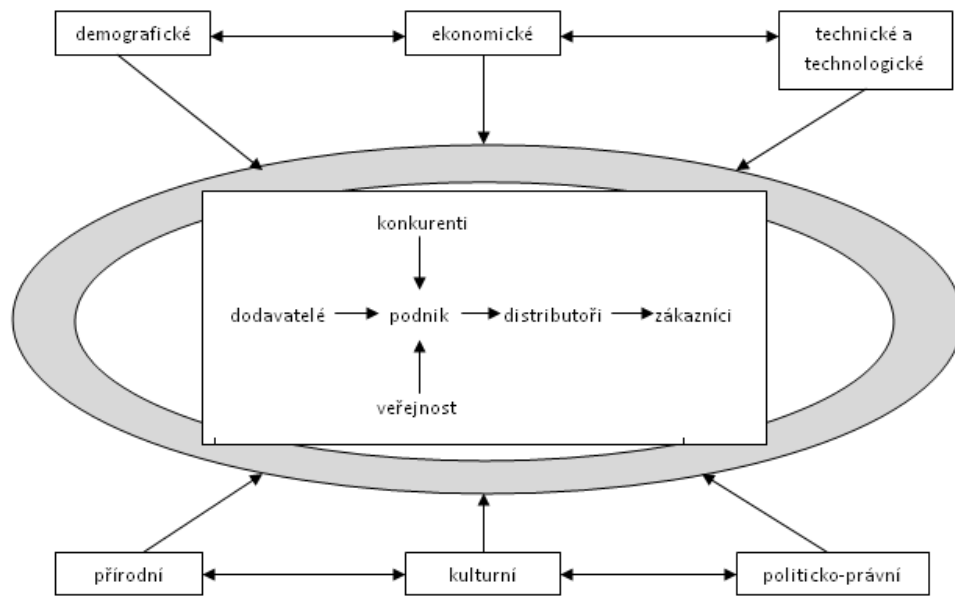 demografické
ekonomické
technické a
technologické
konkurenti
dodavatelé
podnik
distributoři
zákazníci
veřejnost
přírodní
kulturní
politicko-právní